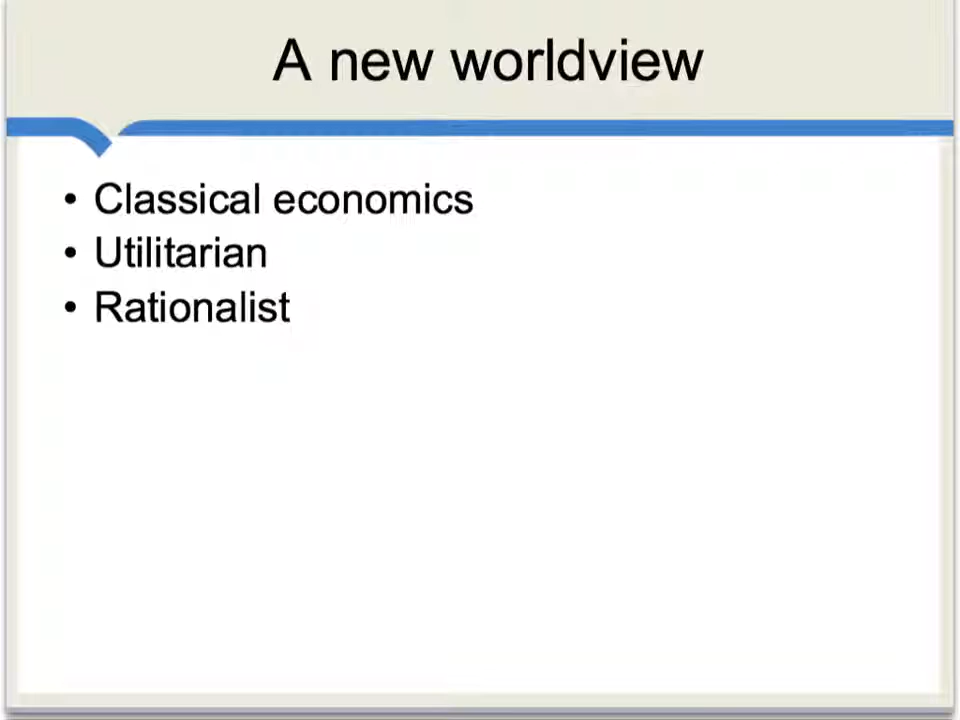 A new worldview
• Classical economics
• Utilitarian
• Rationalist